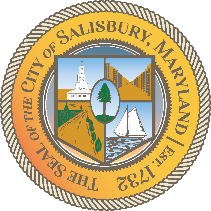 THE SEAL OF THE CITY OF SALISBURY, MARYLAND | EST 1732